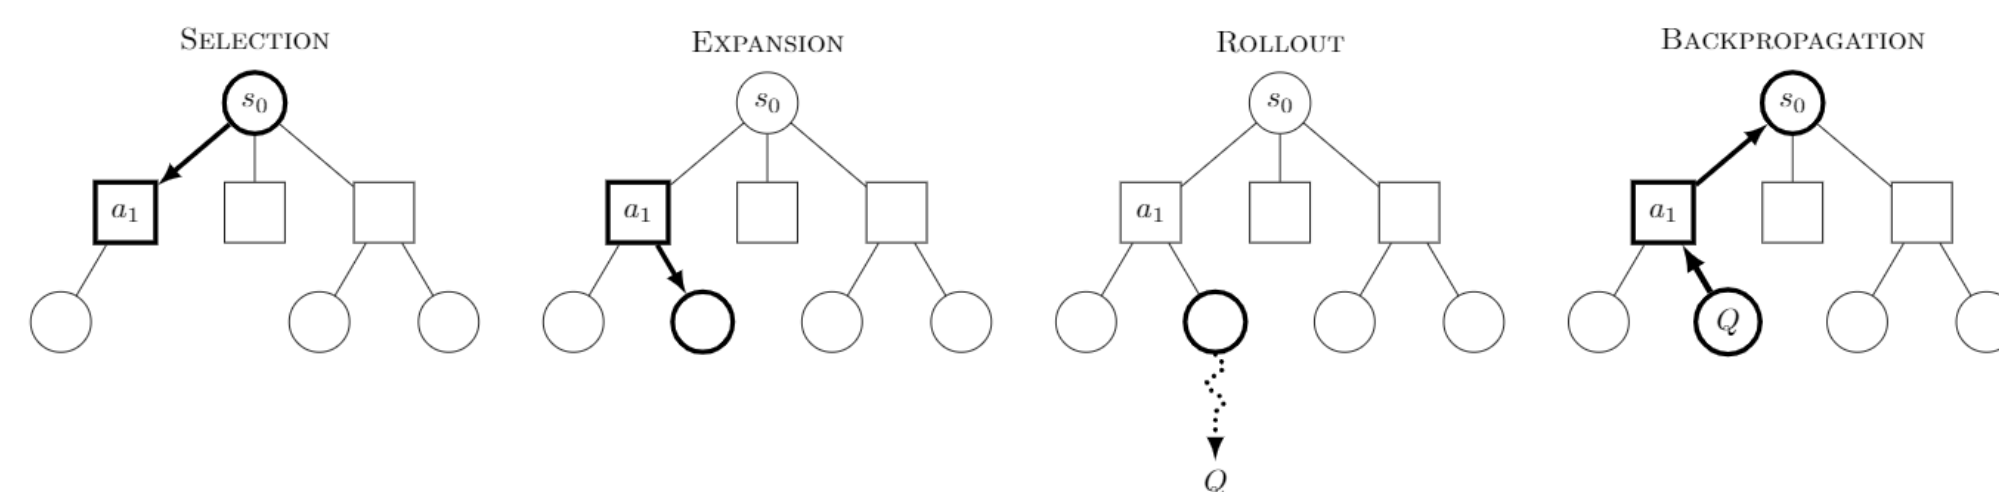 SELECTION EXPANSION ROLLOUT BACKPROPAGATION
s₀ s₀ s₀ s₀
a₁ a₁ a₁ a₁
Q
Q